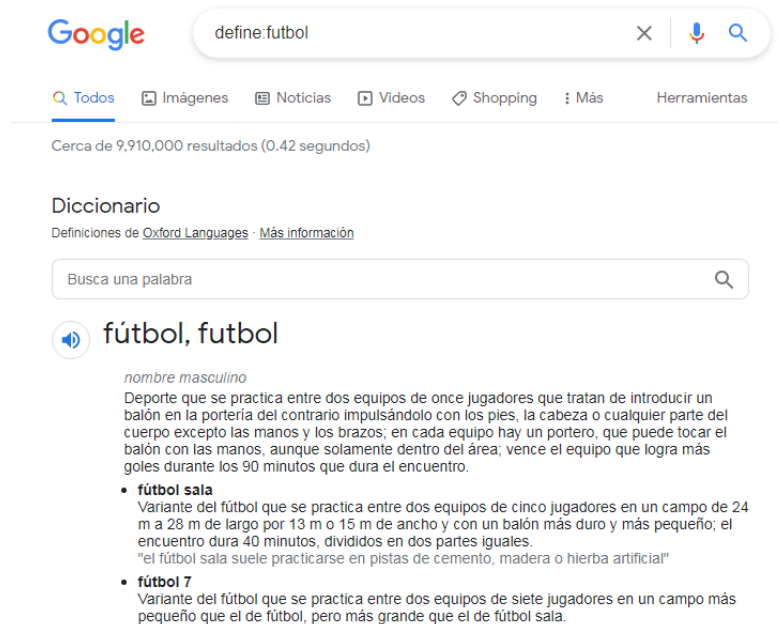 Google
define:futbol
Todos Imágenes Noticias Videos Shopping Más Herramientas
Cerca de 9,910,000 resultados (0.42 segundos)
Diccionario
Definiciones de Oxford Languages · Más información
Busca una palabra
fútbol, futbol
nombre masculino
Deporte que se practica entre dos equipos de once jugadores que tratan de introducir un
balón en la portería del contrario impulsándolo con los pies, la cabeza o cualquier parte del
cuerpo excepto las manos y los brazos; en cada equipo hay un portero, que puede tocar el
balón con las manos, aunque solamente dentro del área; vence el equipo que logra más
goles durante los 90 minutos que dura el encuentro.
• fútbol sala
Variante del fútbol que se practica entre dos equipos de cinco jugadores en un campo de 24
m a 28 m de largo por 13 m o 15 m de ancho y con un balón más duro y más pequeño; el
encuentro dura 40 minutos, divididos en dos partes iguales.
"el fútbol sala suele practicarse en pistas de cemento, madera o hierba artificial"
• fútbol 7
Variante del fútbol que se practica entre dos equipos de siete jugadores en un campo más
pequeño que el de fútbol, pero más grande que el de fútbol sala.